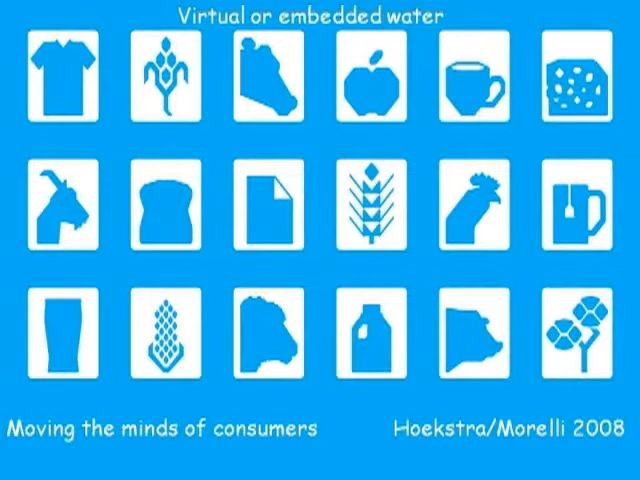 Virtual or embedded water
Moving the minds of consumers
Hoekstra/Morelli 2008